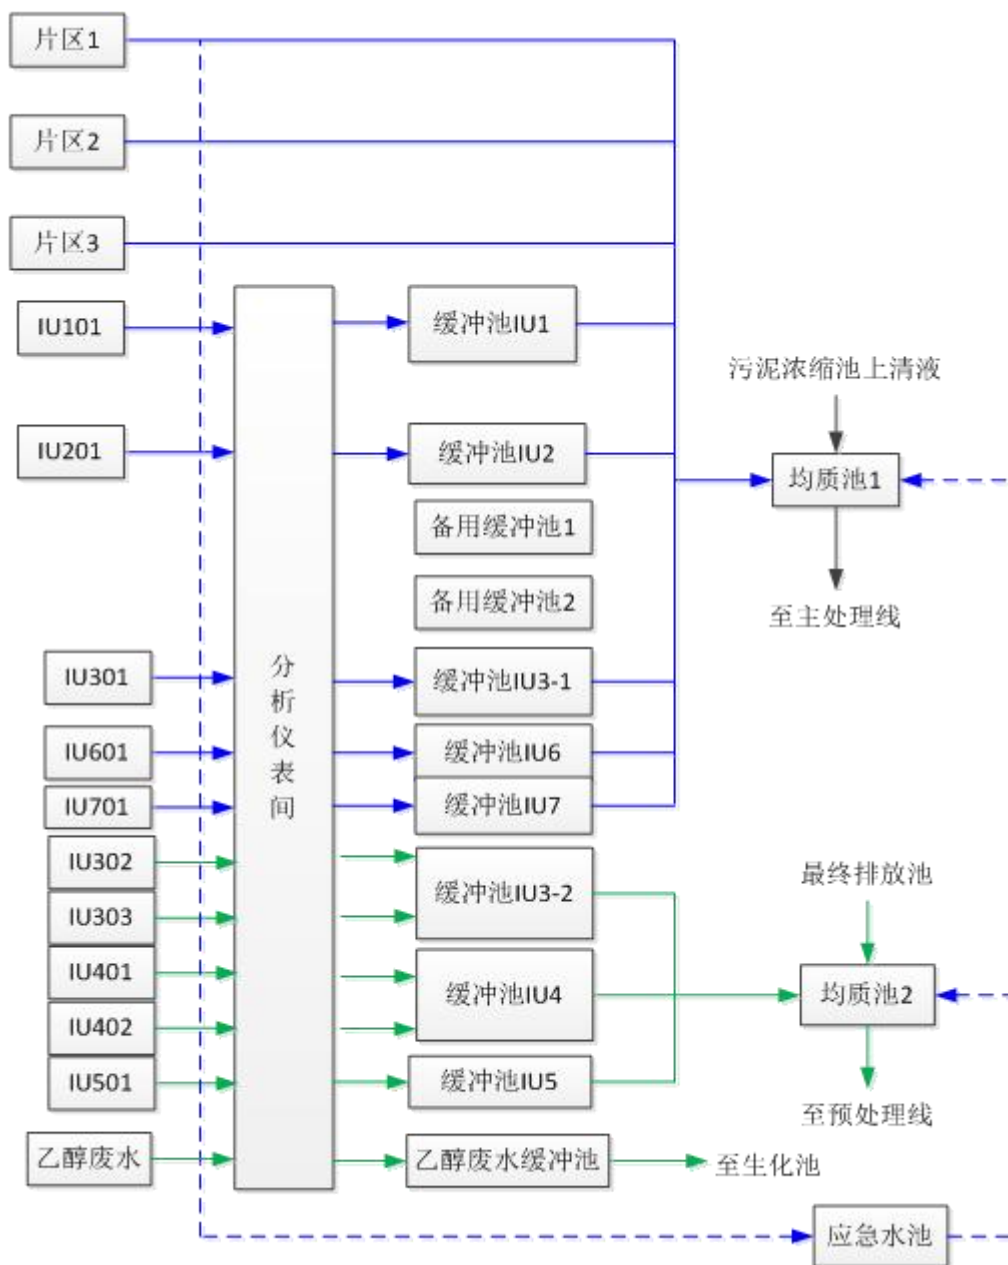 片区1
片区2
片区3
IU101
缓冲池IU1
污泥浓缩池上清液
IU201
缓冲池IU2
均质池1
备用缓冲池1
备用缓冲池2
至主处理线
分析仪表间
IU301
缓冲池IU3-1
IU601
缓冲池IU6
IU701
缓冲池IU7
IU302
缓冲池IU3-2
最终排放池
IU303
IU401
缓冲池IU4
均质池2
IU402
IU501
缓冲池IU5
至预处理线
乙醇废水
乙醇废水缓冲池
至生化池
应急水池